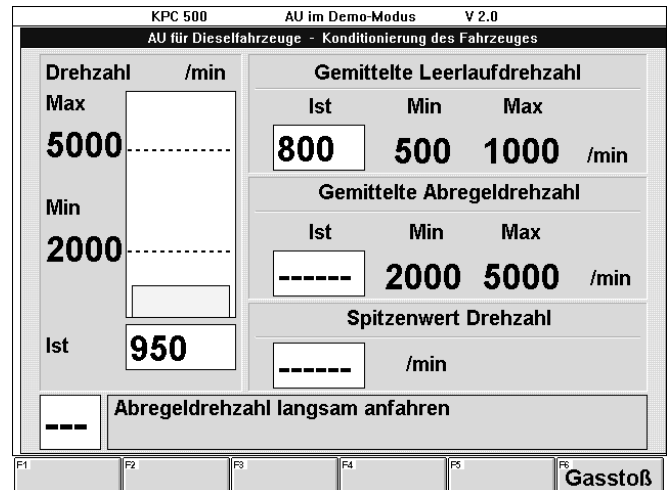 KPC 500 AU im Demo-Modus V 2.0
AU für Dieselfahrzeuge - Konditionierung des Fahrzeuges
Drehzahl /min
Max
5000
Min
2000
Ist 950
Gemittelte Leerlaufdrehzahl
Ist Min Max
800 500 1000 /min
Gemittelte Abregeldrehzahl
Ist Min Max
------ 2000 5000 /min
Spitzenwert Drehzahl
------ /min
--- Abregeldrehzahl langsam anfahren
F1 F2 F3 F4 F5 F6 Gasstoß